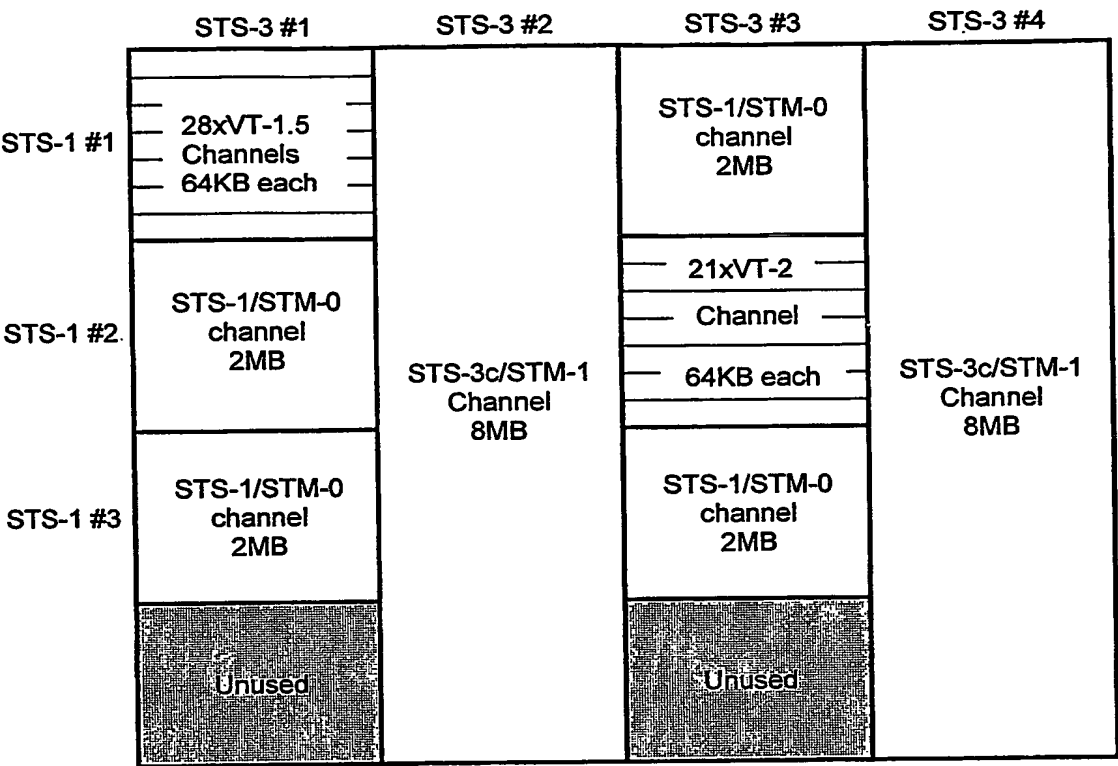 STS-3 #1
STS-3 #2
STS-3 #3
STS-3 #4
STS-1 #1
28xVT-1.5
Channels
64KB each
STS-1/STM-0
channel
2MB
STS-1 #2
STS-1/STM-0
channel
2MB
STS-3c/STM-1
Channel
8MB
21xVT-2
Channel
64KB each
STS-3c/STM-1
Channel
8MB
STS-1 #3
STS-1/STM-0
channel
2MB
STS-1/STM-0
channel
2MB
Unused
Unused